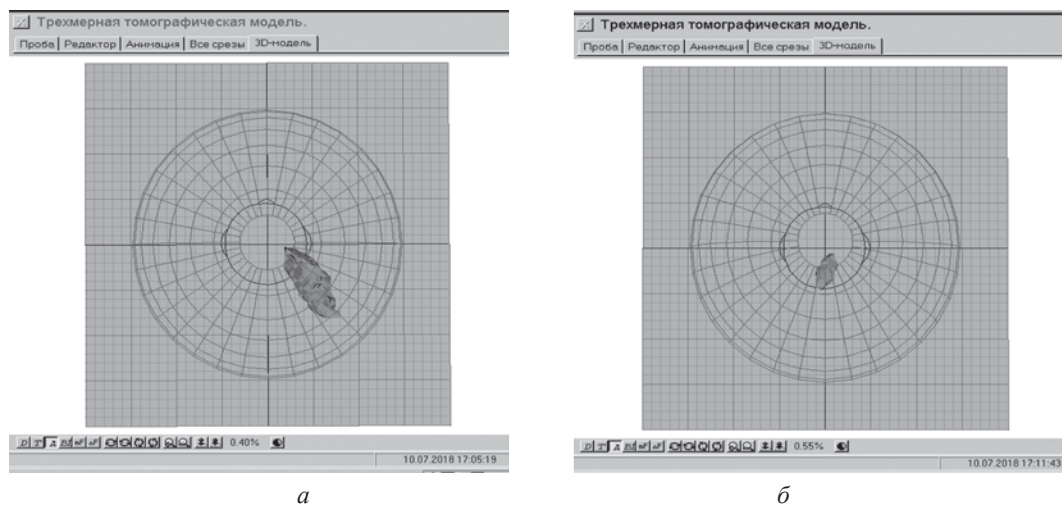 Трехмерная томографическая модель.
Проба Редактор Анимация Все срезы 3D-модель
0.40%
10.07.2018 17:05:19
а
Трехмерная томографическая модель.
Проба Редактор Анимация Все срезы 3D-модель
0.55%
10.07.2018 17:11:43
б